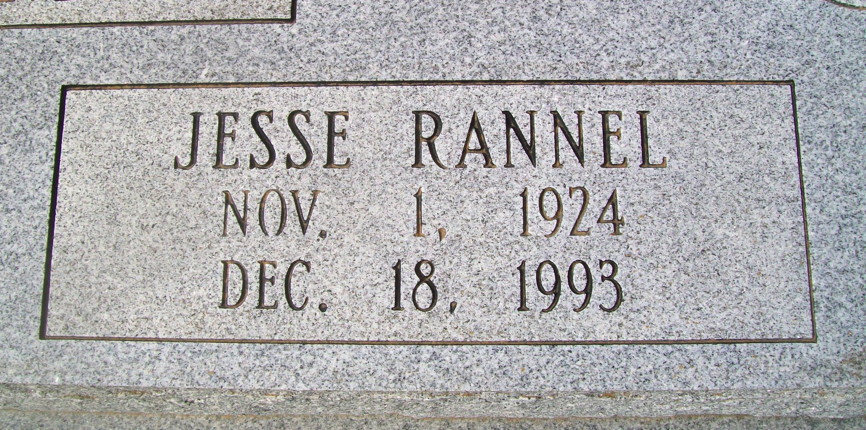 JESSE RANNEL
NOV. 1, 1924
DEC. 18, 1993